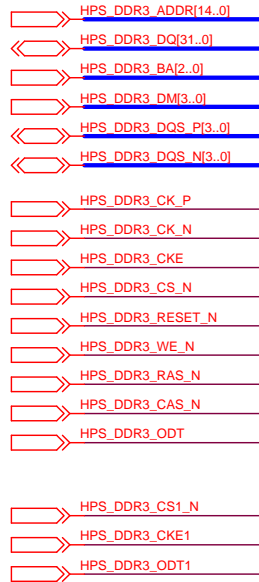 HPS_DDR3_ADDR[14..0]
HPS_DDR3_DQ[31..0]
HPS_DDR3_BA[2..0]
HPS_DDR3_DM[3..0]
HPS_DDR3_DQS_P[3..0]
HPS_DDR3_DQS_N[3..0]
HPS_DDR3_CK_P
HPS_DDR3_CK_N
HPS_DDR3_CKE
HPS_DDR3_CS_N
HPS_DDR3_RESET_N
HPS_DDR3_WE_N
HPS_DDR3_RAS_N
HPS_DDR3_CAS_N
HPS_DDR3_ODT
HPS_DDR3_CS1_N
HPS_DDR3_CKE1
HPS_DDR3_ODT1